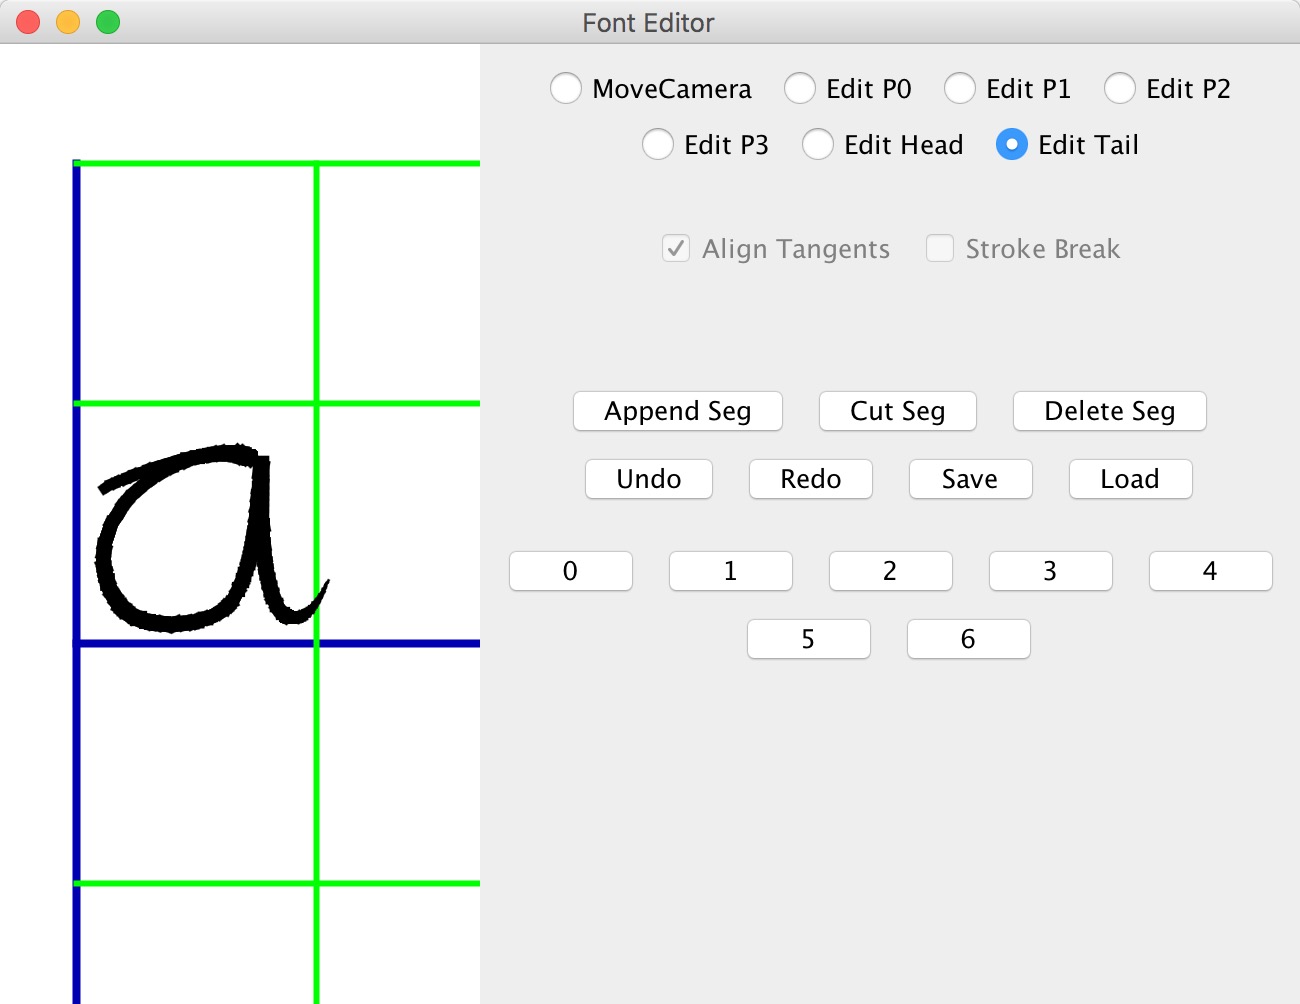 Font Editor
MoveCamera Edit P0 Edit P1 Edit P2
Edit P3 Edit Head Edit Tail
Align Tangents Stroke Break
Append Seg Cut Seg Delete Seg
Undo Redo Save Load
0 1 2 3 4
5 6
a